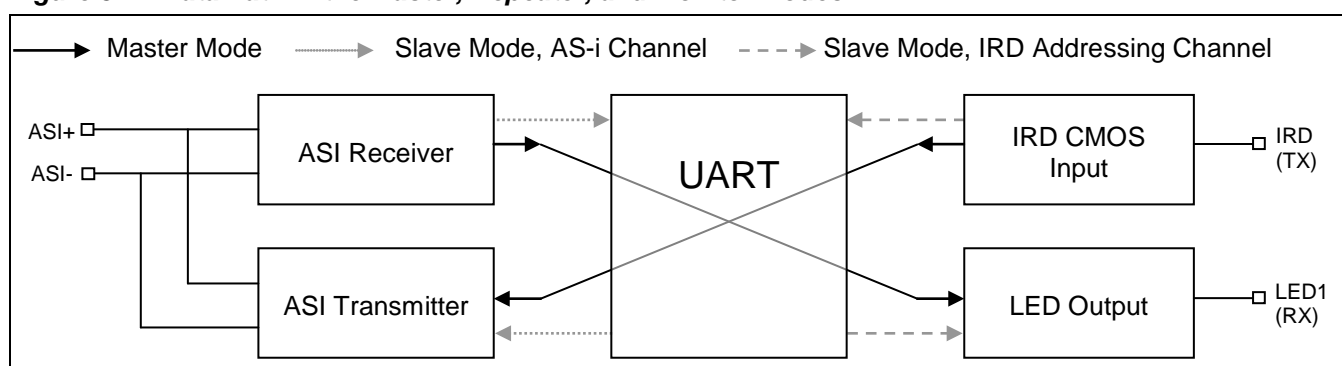 Master Mode
Slave Mode, AS-i Channel
Slave Mode, IRD Addressing Channel
ASI+
ASI-
ASI Receiver
UART
IRD CMOS
Input
IRD
(TX)
ASI Transmitter
LED Output
LED1
(RX)